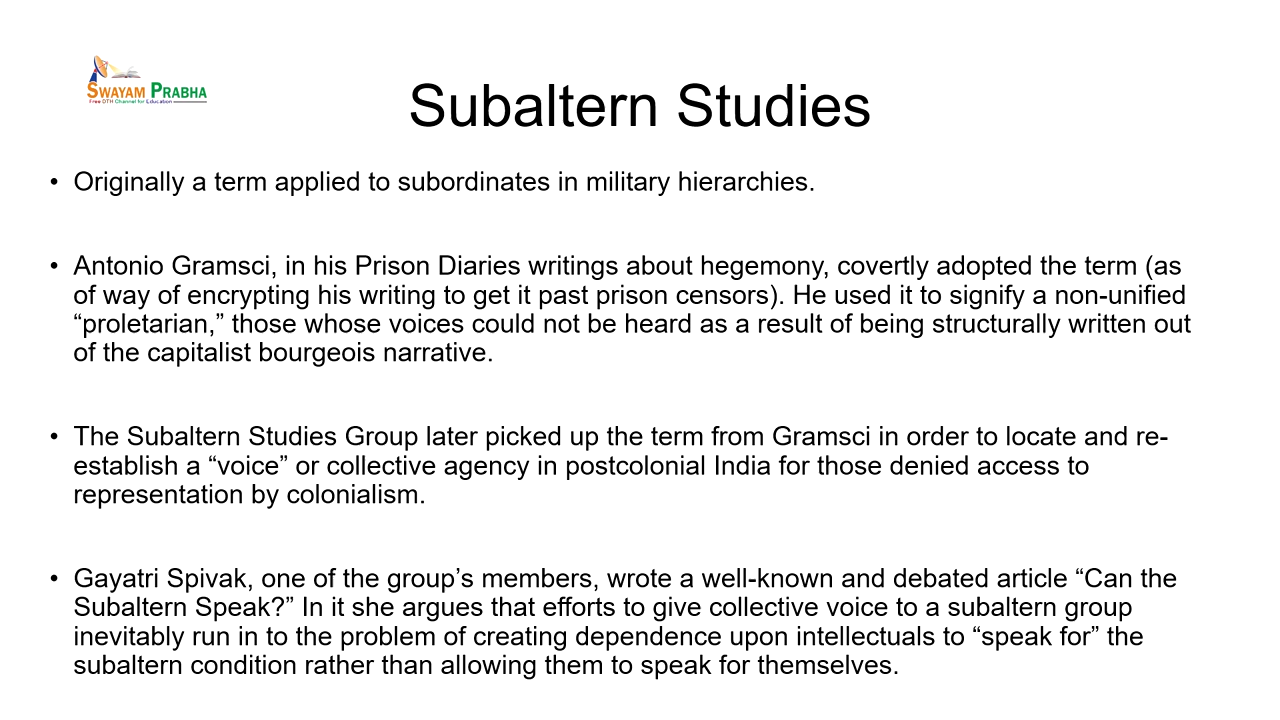 SWAYAM PRABHA
Free DTH Channel for Education
Subaltern Studies
• Originally a term applied to subordinates in military hierarchies.
• Antonio Gramsci, in his Prison Diaries writings about hegemony, covertly adopted the term (as
of way of encrypting his writing to get it past prison censors). He used it to signify a non-unified
“proletarian,” those whose voices could not be heard as a result of being structurally written out
of the capitalist bourgeois narrative.
• The Subaltern Studies Group later picked up the term from Gramsci in order to locate and re-
establish a “voice” or collective agency in postcolonial India for those denied access to
representation by colonialism.
• Gayatri Spivak, one of the group’s members, wrote a well-known and debated article “Can the
Subaltern Speak?” In it she argues that efforts to give collective voice to a subaltern group
inevitably run in to the problem of creating dependence upon intellectuals to “speak for” the
subaltern condition rather than allowing them to speak for themselves.